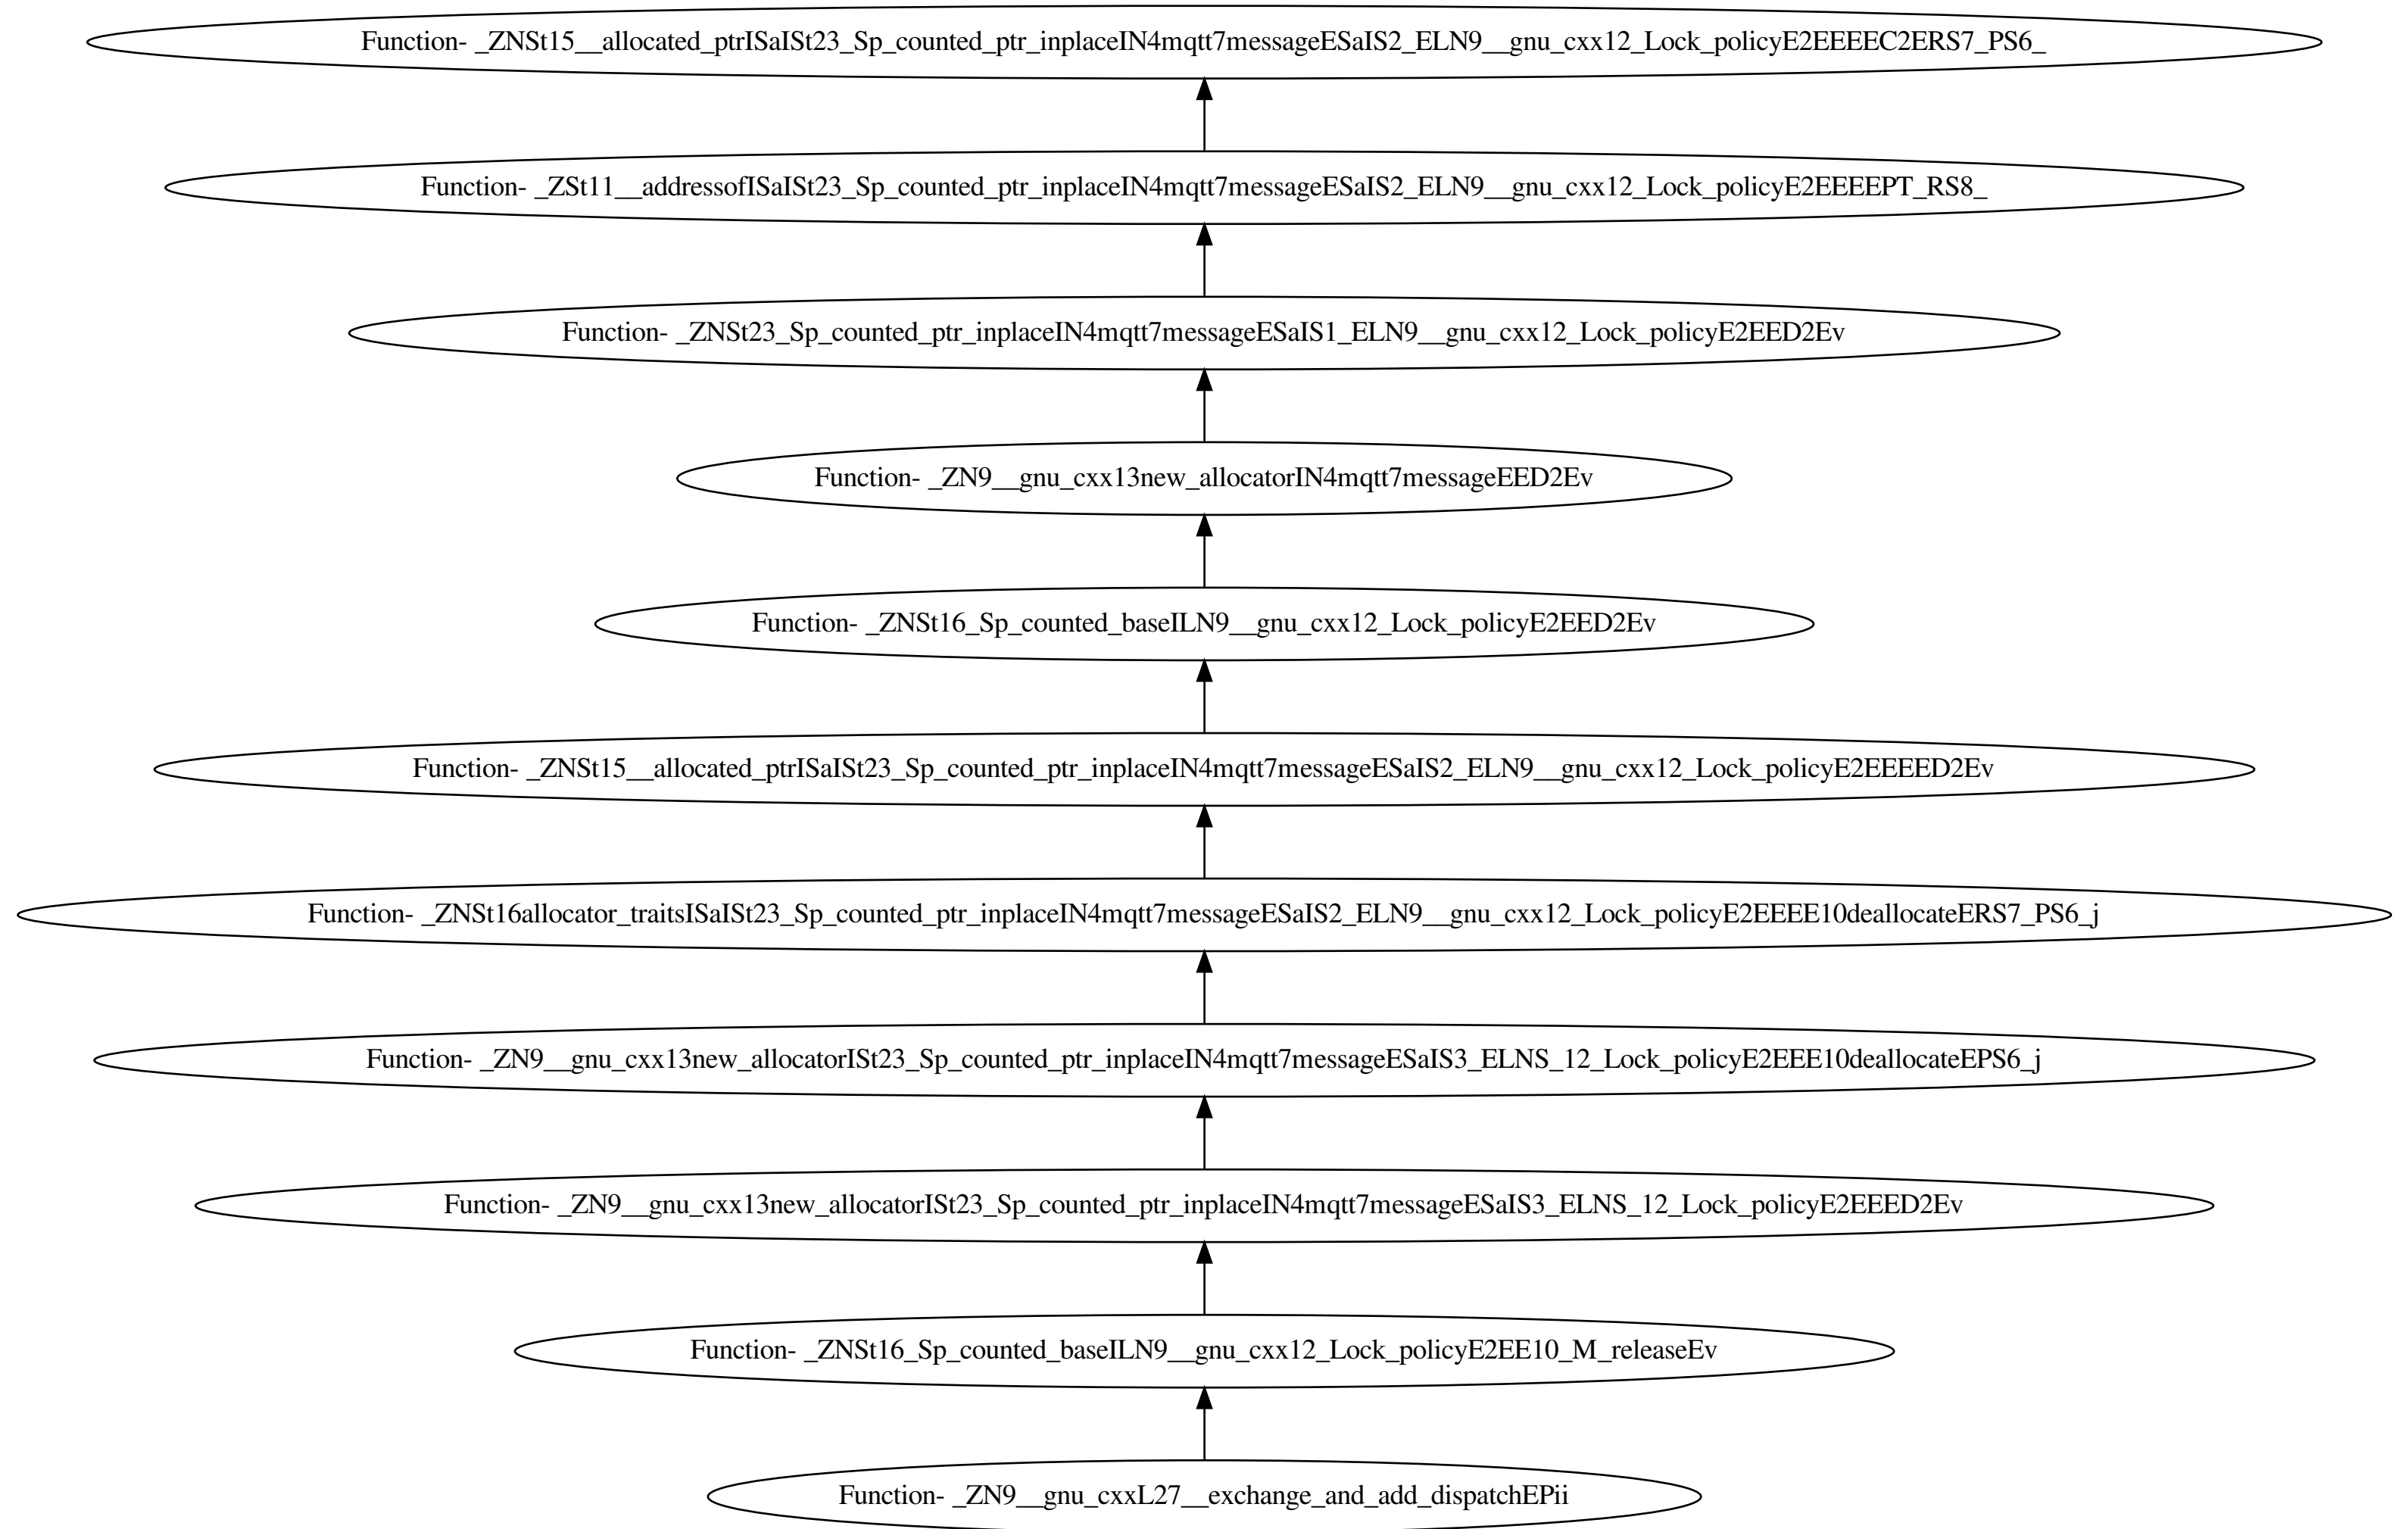 Function- _ZNSt15__allocated_ptrISaISt23_Sp_counted_ptr_inplaceIN4mqtt7messageESaIS2_ELN9__gnu_cxx12_Lock_policyE2EEEEC2ERS7_PS6_
Function- _ZSt11__addressofISaISt23_Sp_counted_ptr_inplaceIN4mqtt7messageESaIS2_ELN9__gnu_cxx12_Lock_policyE2EEEEPT_RS8_
Function- _ZNSt23_Sp_counted_ptr_inplaceIN4mqtt7messageESaIS1_ELN9__gnu_cxx12_Lock_policyE2EED2Ev
Function- _ZN9__gnu_cxx13new_allocatorIN4mqtt7messageEED2Ev
Function- _ZNSt16_Sp_counted_baseILN9__gnu_cxx12_Lock_policyE2EED2Ev
Function- _ZNSt15__allocated_ptrISaISt23_Sp_counted_ptr_inplaceIN4mqtt7messageESaIS2_ELN9__gnu_cxx12_Lock_policyE2EEEED2Ev
Function- _ZNSt16allocator_traitsISaISt23_Sp_counted_ptr_inplaceIN4mqtt7messageESaIS2_ELN9__gnu_cxx12_Lock_policyE2EEEE10deallocateERS7_PS6_j
Function- _ZN9__gnu_cxx13new_allocatorISt23_Sp_counted_ptr_inplaceIN4mqtt7messageESaIS3_ELNS_12_Lock_policyE2EEE10deallocateEPS6_j
Function- _ZN9__gnu_cxx13new_allocatorISt23_Sp_counted_ptr_inplaceIN4mqtt7messageESaIS3_ELNS_12_Lock_policyE2EEED2Ev
Function- _ZNSt16_Sp_counted_baseILN9__gnu_cxx12_Lock_policyE2EE10_M_releaseEv
Function- _ZN9__gnu_cxxL27__exchange_and_add_dispatchEPii